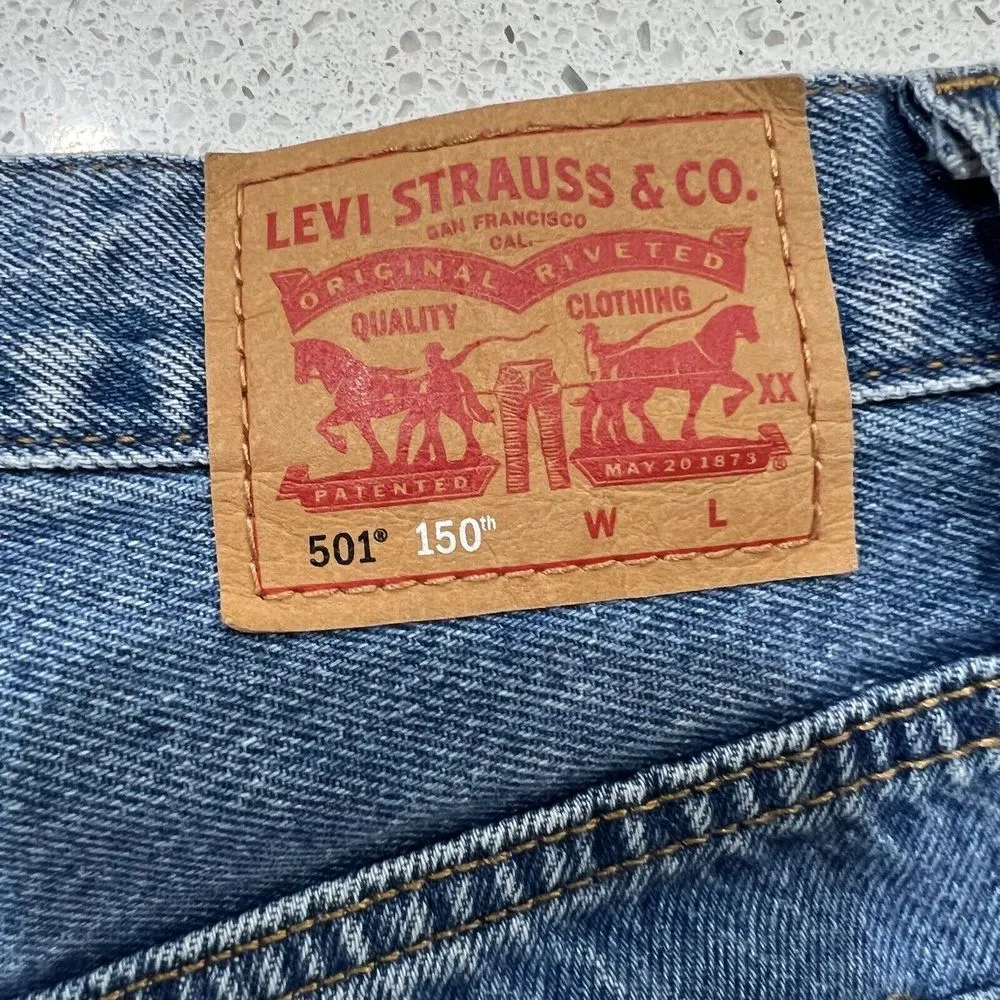 LEVI STRAUSS & CO.
SAN FRANCISCO
CAL.
ORIGINAL RIVETED
QUALITY CLOTHING
XX
PATENTED MAY 20 1873 ®
501® 150th W L